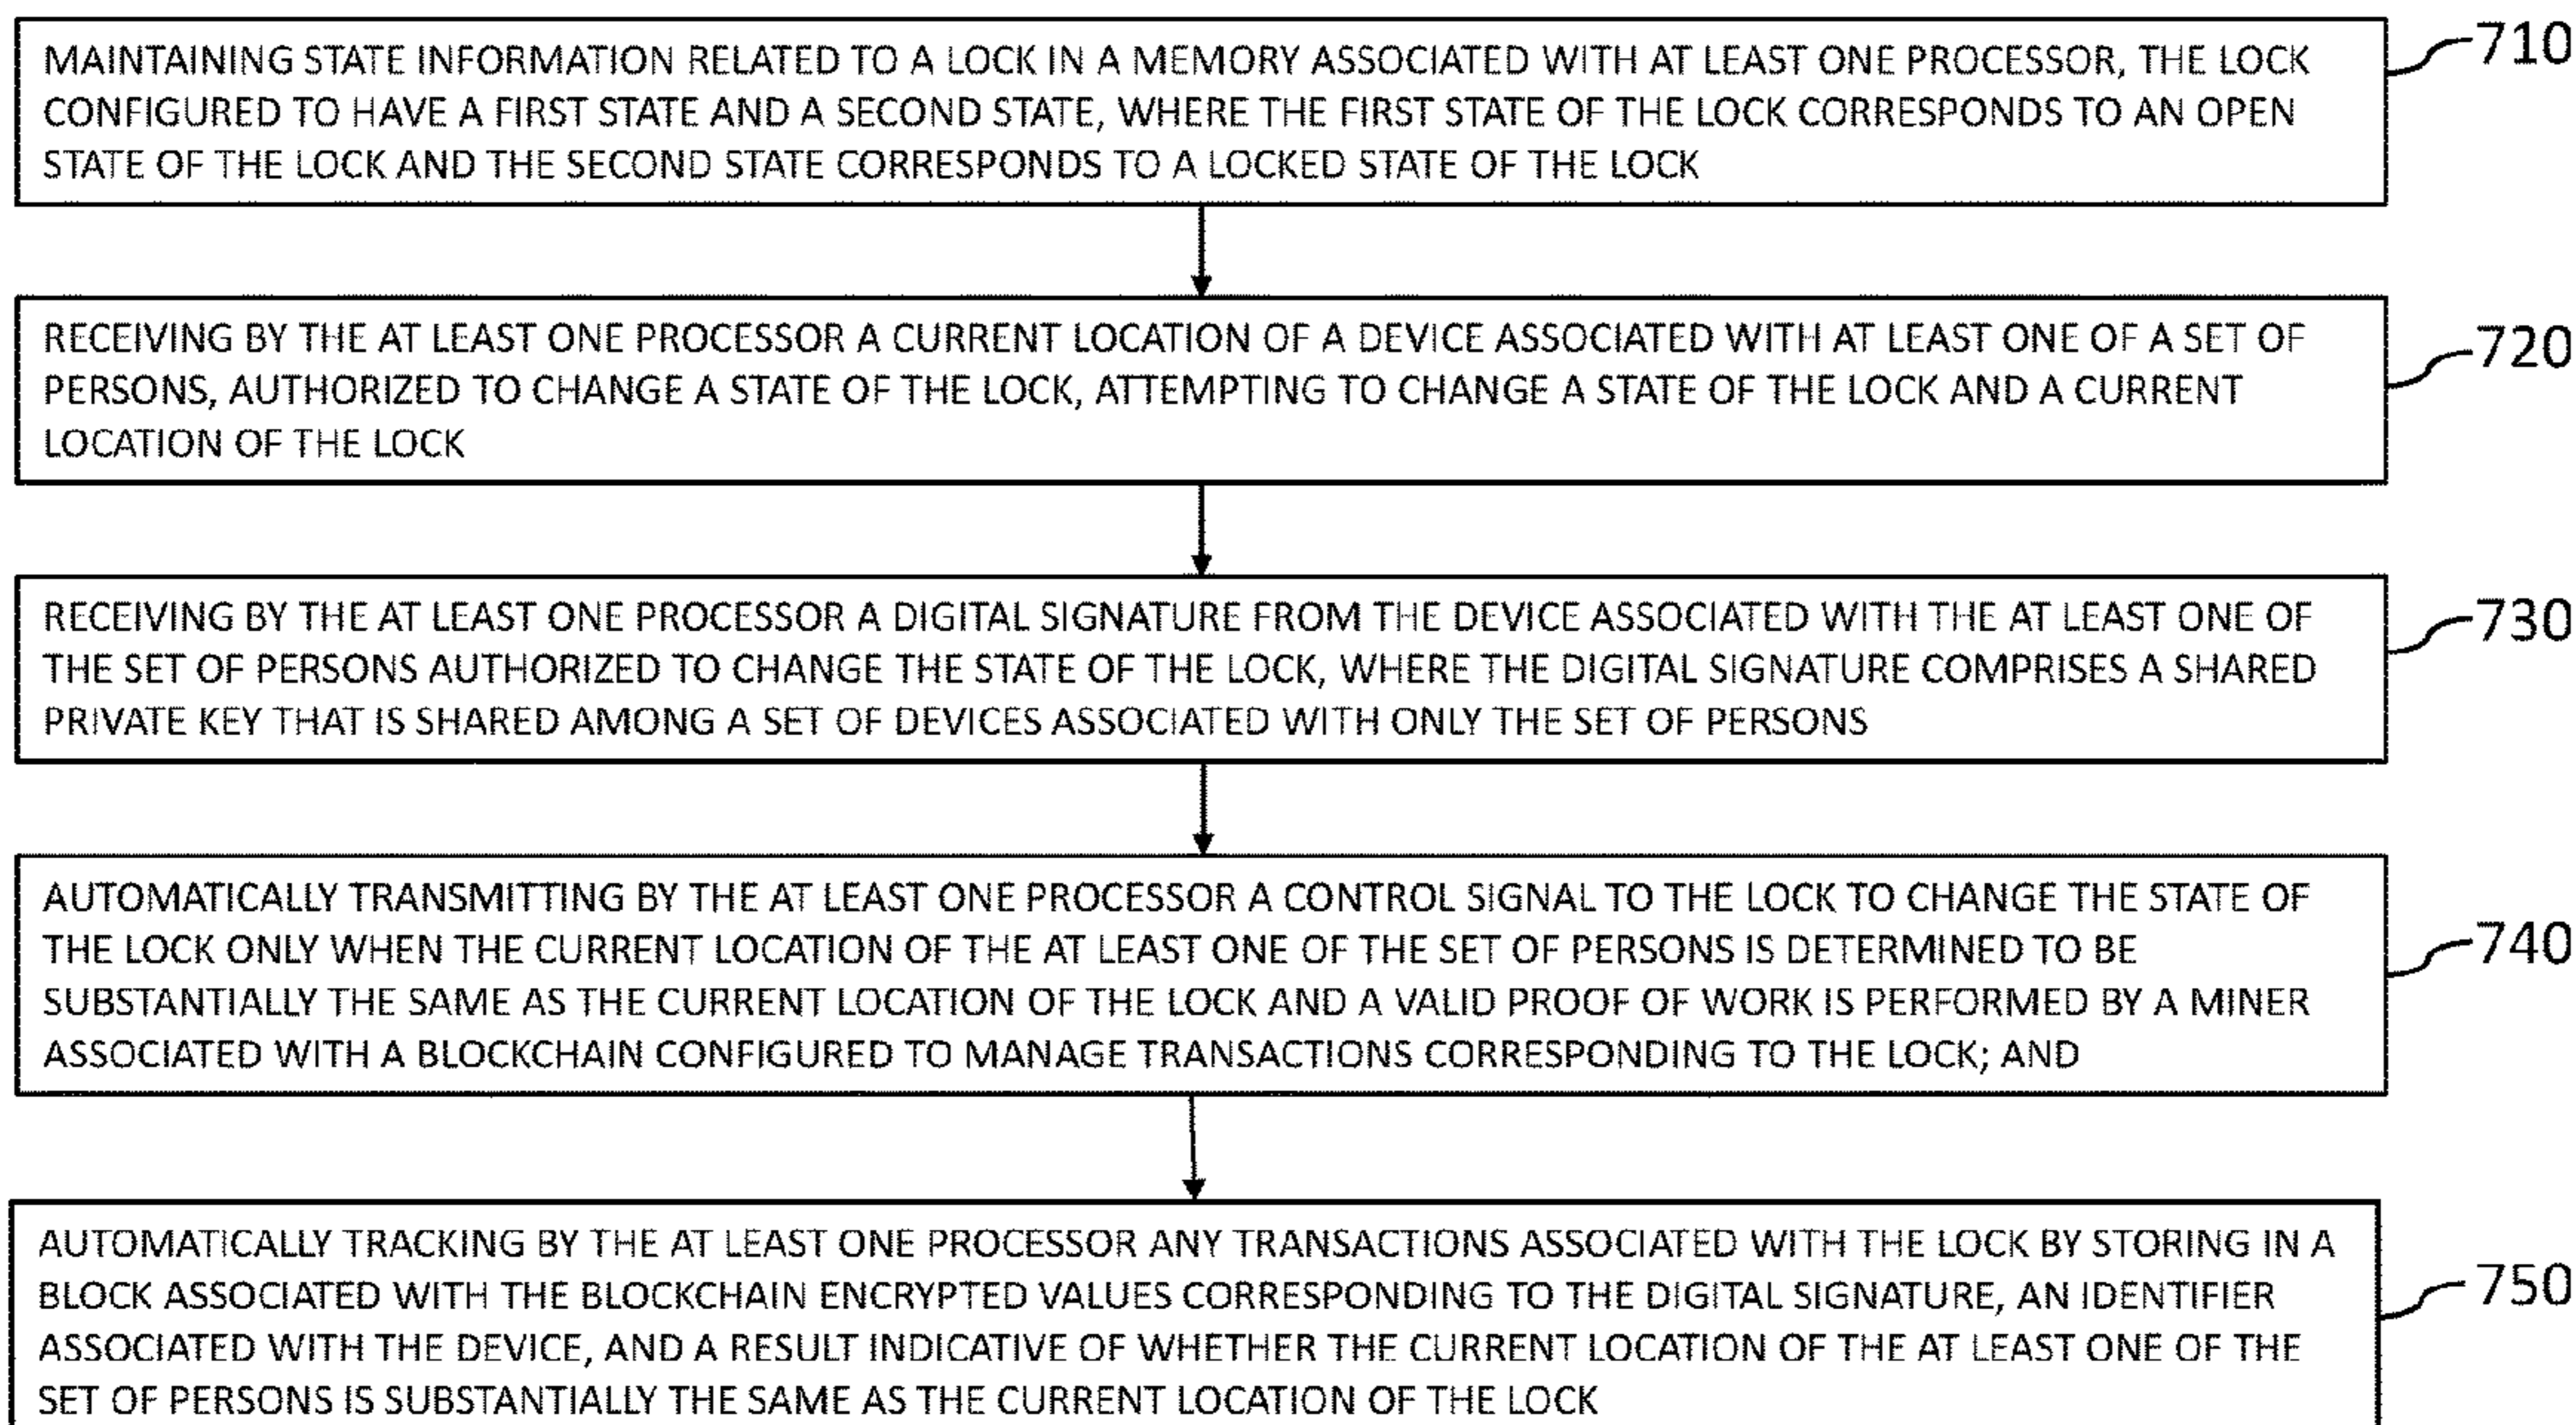 MAINTAINING STATE INFORMATION RELATED TO A LOCK IN A MEMORY ASSOCIATED WITH AT LEAST ONE PROCESSOR, THE LOCK
CONFIGURED TO HAVE A FIRST STATE AND A SECOND STATE, WHERE THE FIRST STATE OF THE LOCK CORRESPONDS TO AN OPEN
STATE OF THE LOCK AND THE SECOND STATE CORRESPONDS TO A LOCKED STATE OF THE LOCK
710
RECEIVING BY THE AT LEAST ONE PROCESSOR A CURRENT LOCATION OF A DEVICE ASSOCIATED WITH AT LEAST ONE OF A SET OF
PERSONS, AUTHORIZED TO CHANGE A STATE OF THE LOCK, ATTEMPTING TO CHANGE A STATE OF THE LOCK AND A CURRENT
LOCATION OF THE LOCK
720
RECEIVING BY THE AT LEAST ONE PROCESSOR A DIGITAL SIGNATURE FROM THE DEVICE ASSOCIATED WITH THE AT LEAST ONE OF
THE SET OF PERSONS AUTHORIZED TO CHANGE THE STATE OF THE LOCK, WHERE THE DIGITAL SIGNATURE COMPRISES A SHARED
PRIVATE KEY THAT IS SHARED AMONG A SET OF DEVICES ASSOCIATED WITH ONLY THE SET OF PERSONS
730
AUTOMATICALLY TRANSMITTING BY THE AT LEAST ONE PROCESSOR A CONTROL SIGNAL TO THE LOCK TO CHANGE THE STATE OF
THE LOCK ONLY WHEN THE CURRENT LOCATION OF THE AT LEAST ONE OF THE SET OF PERSONS IS DETERMINED TO BE
SUBSTANTIALLY THE SAME AS THE CURRENT LOCATION OF THE LOCK AND A VALID PROOF OF WORK IS PERFORMED BY A MINER
ASSOCIATED WITH A BLOCKCHAIN CONFIGURED TO MANAGE TRANSACTIONS CORRESPONDING TO THE LOCK; AND
740
AUTOMATICALLY TRACKING BY THE AT LEAST ONE PROCESSOR ANY TRANSACTIONS ASSOCIATED WITH THE LOCK BY STORING IN A
BLOCK ASSOCIATED WITH THE BLOCKCHAIN ENCRYPTED VALUES CORRESPONDING TO THE DIGITAL SIGNATURE, AN IDENTIFIER
ASSOCIATED WITH THE DEVICE, AND A RESULT INDICATIVE OF WHETHER THE CURRENT LOCATION OF THE AT LEAST ONE OF THE
SET OF PERSONS IS SUBSTANTIALLY THE SAME AS THE CURRENT LOCATION OF THE LOCK
750